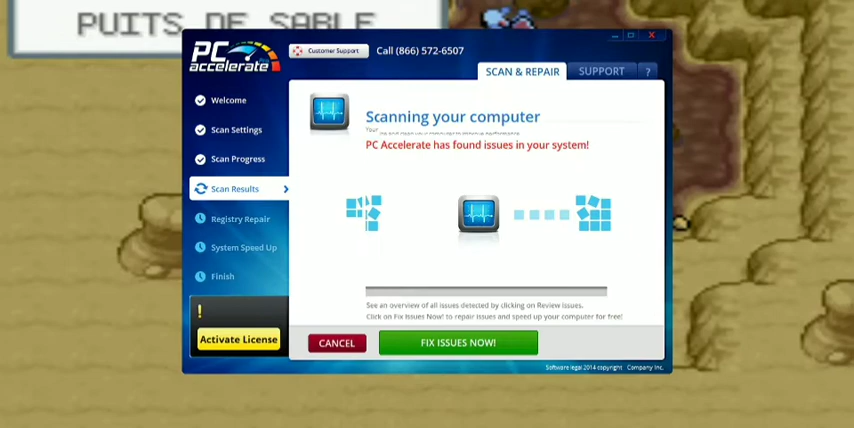 PUITS DE SABLE
PC accelerate
Customer Support
Call (866) 572-6507
SCAN & REPAIR
SUPPORT
?
Welcome
Scan Settings
Scan Progress
Scan Results
Registry Repair
System Speed Up
Finish
!
Activate License
Scanning your computer
Your
PC Accelerate has found issues in your system!
See an overview of all issues detected by clicking on Review Issues.
Click on Fix Issues Now! to repair issues and speed up your computer for free!
CANCEL
FIX ISSUES NOW!
Software legal 2014 copyright Company Inc.